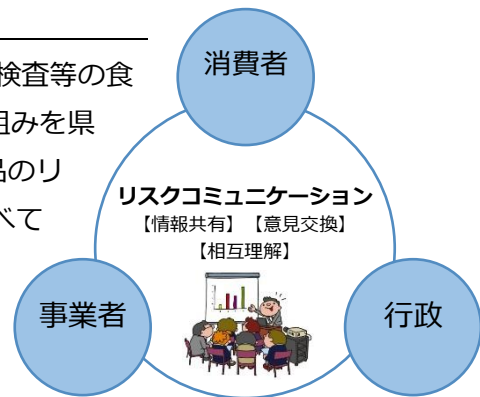 検査等の食
組みを県
品のリ
べて
消費者
リスクコミュニケーション
【情報共有】【意見交換】
【相互理解】
事業者
行政